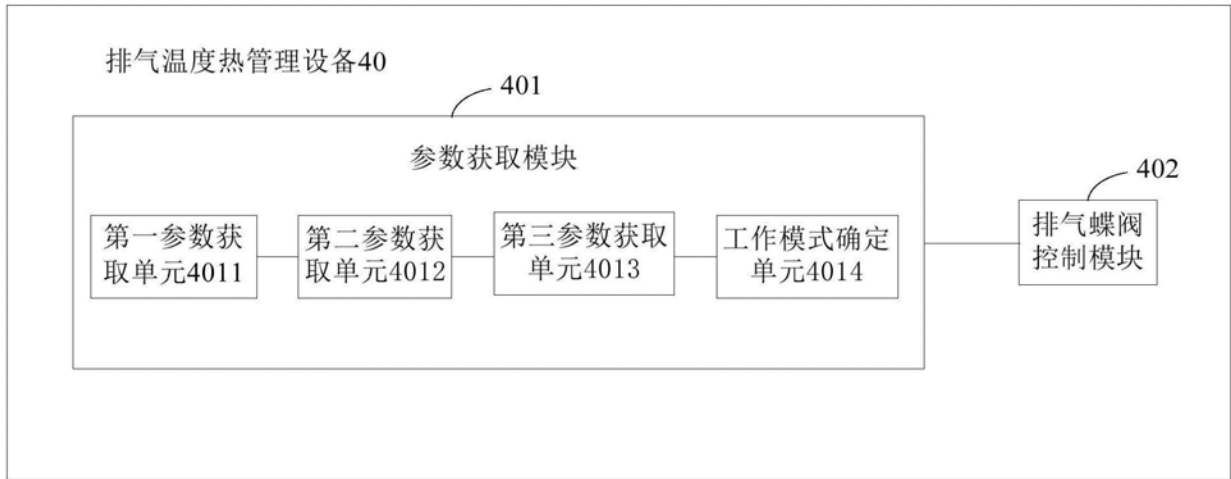 排气温度热管理设备40
401
参数获取模块
402
第一参数获
取单元4011
第二参数获
取单元4012
第三参数获取
单元4013
工作模式确定
单元4014
排气蝶阀
控制模块